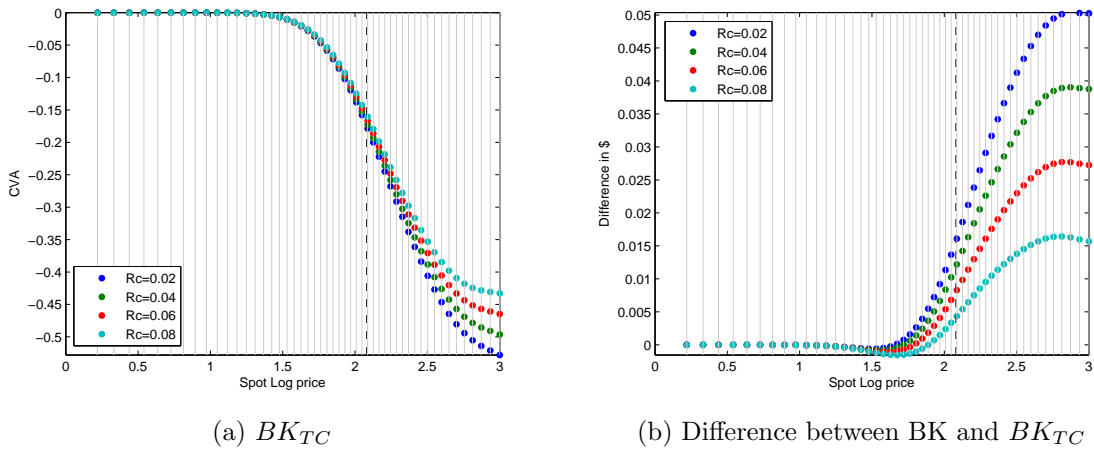 0
−0.05
−0.1
−0.15
−0.2
−0.25
−0.3
−0.35
−0.4
−0.45
−0.5
CVA
Rc=0.02
Rc=0.04
Rc=0.06
Rc=0.08
0 0.5 1 1.5 2 2.5 3
Spot Log price
(a) BK_{TC}
0.05
0.045
0.04
0.035
0.03
0.025
0.02
0.015
0.01
0.005
0
Difference in $
Rc=0.02
Rc=0.04
Rc=0.06
Rc=0.08
0 0.5 1 1.5 2 2.5 3
Spot Log price
(b) Difference between BK and BK_{TC}